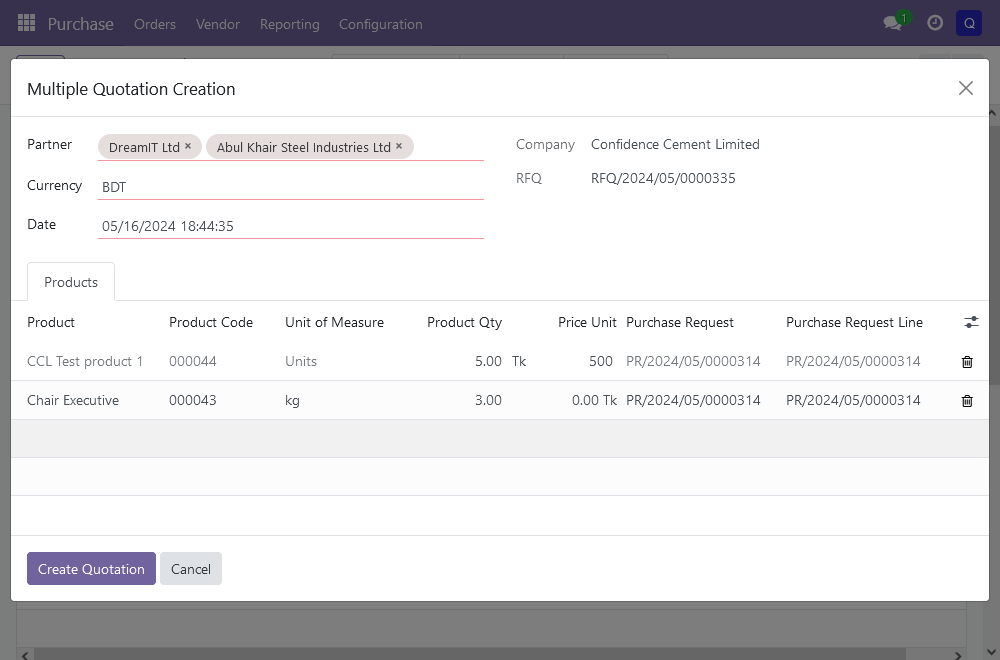 Purchase Orders Vendor Reporting Configuration 1 Q
Multiple Quotation Creation
Partner DreamIT Ltd × Abul Khair Steel Industries Ltd × Company Confidence Cement Limited
Currency BDT RFQ RFQ/2024/05/0000335
Date 05/16/2024 18:44:35
Products
Product Product Code Unit of Measure Product Qty Price Unit Purchase Request Purchase Request Line
CCL Test product 1 000044 Units 5.00 Tk 500 PR/2024/05/0000314 PR/2024/05/0000314
Chair Executive 000043 kg 3.00 0.00 Tk PR/2024/05/0000314 PR/2024/05/0000314
Create Quotation Cancel